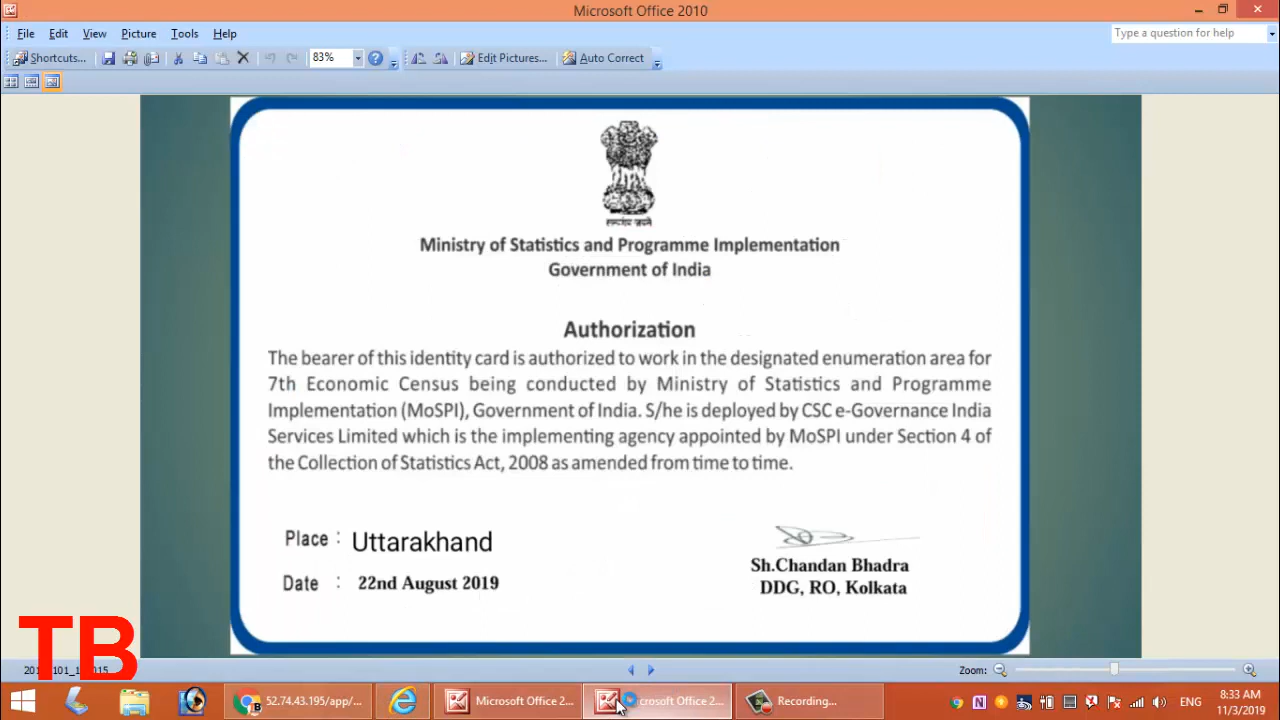 Microsoft Office 2010
File Edit View Picture Tools Help
Type a question for help
Shortcuts... 83% Edit Pictures... Auto Correct
सत्यमेव जयते
Ministry of Statistics and Programme Implementation
Government of India
Authorization
The bearer of this identity card is authorized to work in the designated enumeration area for
7th Economic Census being conducted by Ministry of Statistics and Programme
Implementation (MoSPI), Government of India. S/he is deployed by CSC e-Governance India
Services Limited which is the implementing agency appointed by MoSPI under Section 4 of
the Collection of Statistics Act, 2008 as amended from time to time.
Place : Uttarakhand
Date : 22nd August 2019
Sh.Chandan Bhadra
DDG, RO, Kolkata
TB
Zoom:
52.74.43.195/app/... Microsoft Office 2... crosoft Office 2... Recording... ENG
8:33 AM
11/3/2019